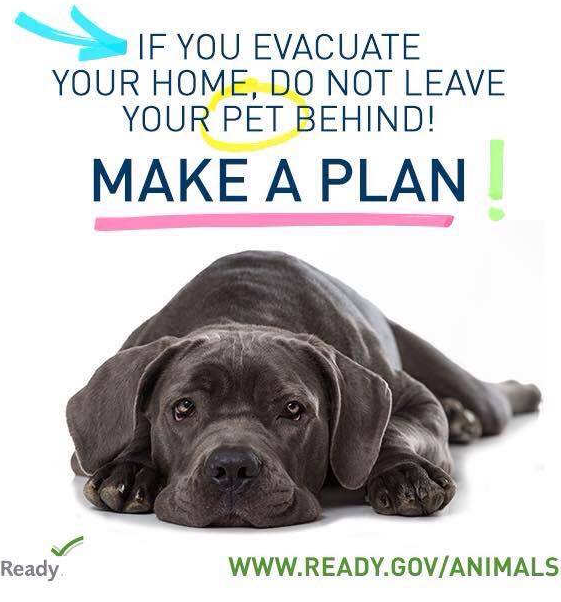 IF YOU EVACUATE
YOUR HOME, DO NOT LEAVE
YOUR PET BEHIND!
MAKE A PLAN!
Ready
WWW.READY.GOV/ANIMALS